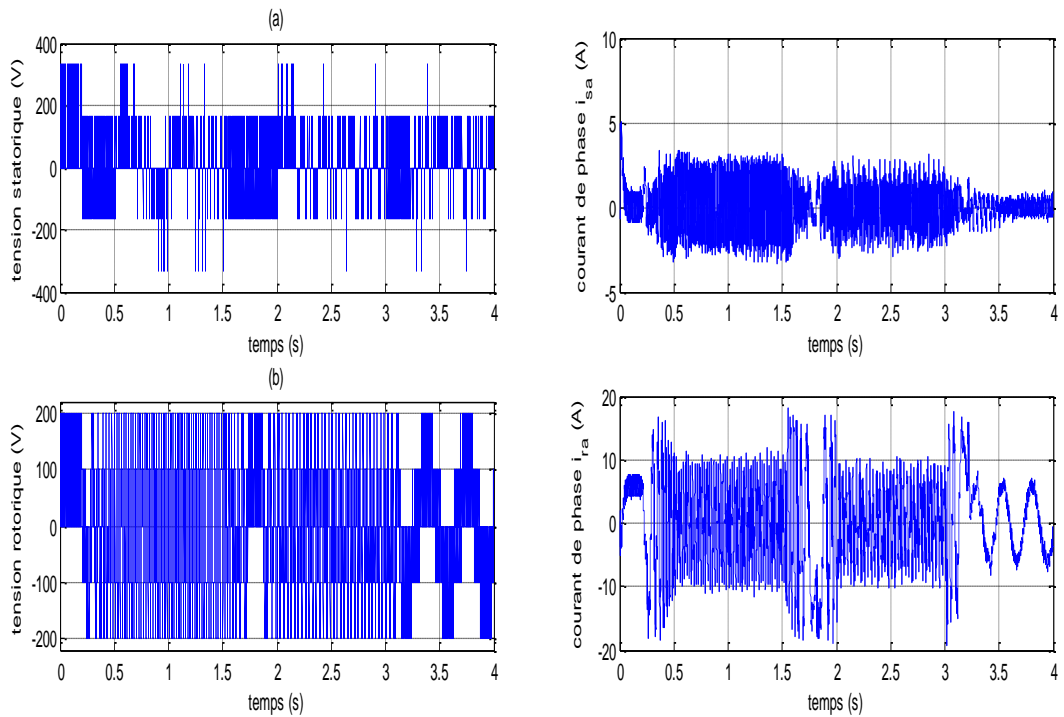 (a)
tension statorique (V)
400
200
0
-200
-400
0 0.5 1 1.5 2 2.5 3 3.5 4
temps (s)
courant de phase i_sa (A)
10
5
0
-5
0 0.5 1 1.5 2 2.5 3 3.5 4
temps (s)
(b)
tension rotorique (V)
200
100
0
-100
-200
0 0.5 1 1.5 2 2.5 3 3.5 4
temps (s)
courant de phase i_ra (A)
20
10
0
-10
-20
0 0.5 1 1.5 2 2.5 3 3.5 4
temps (s)